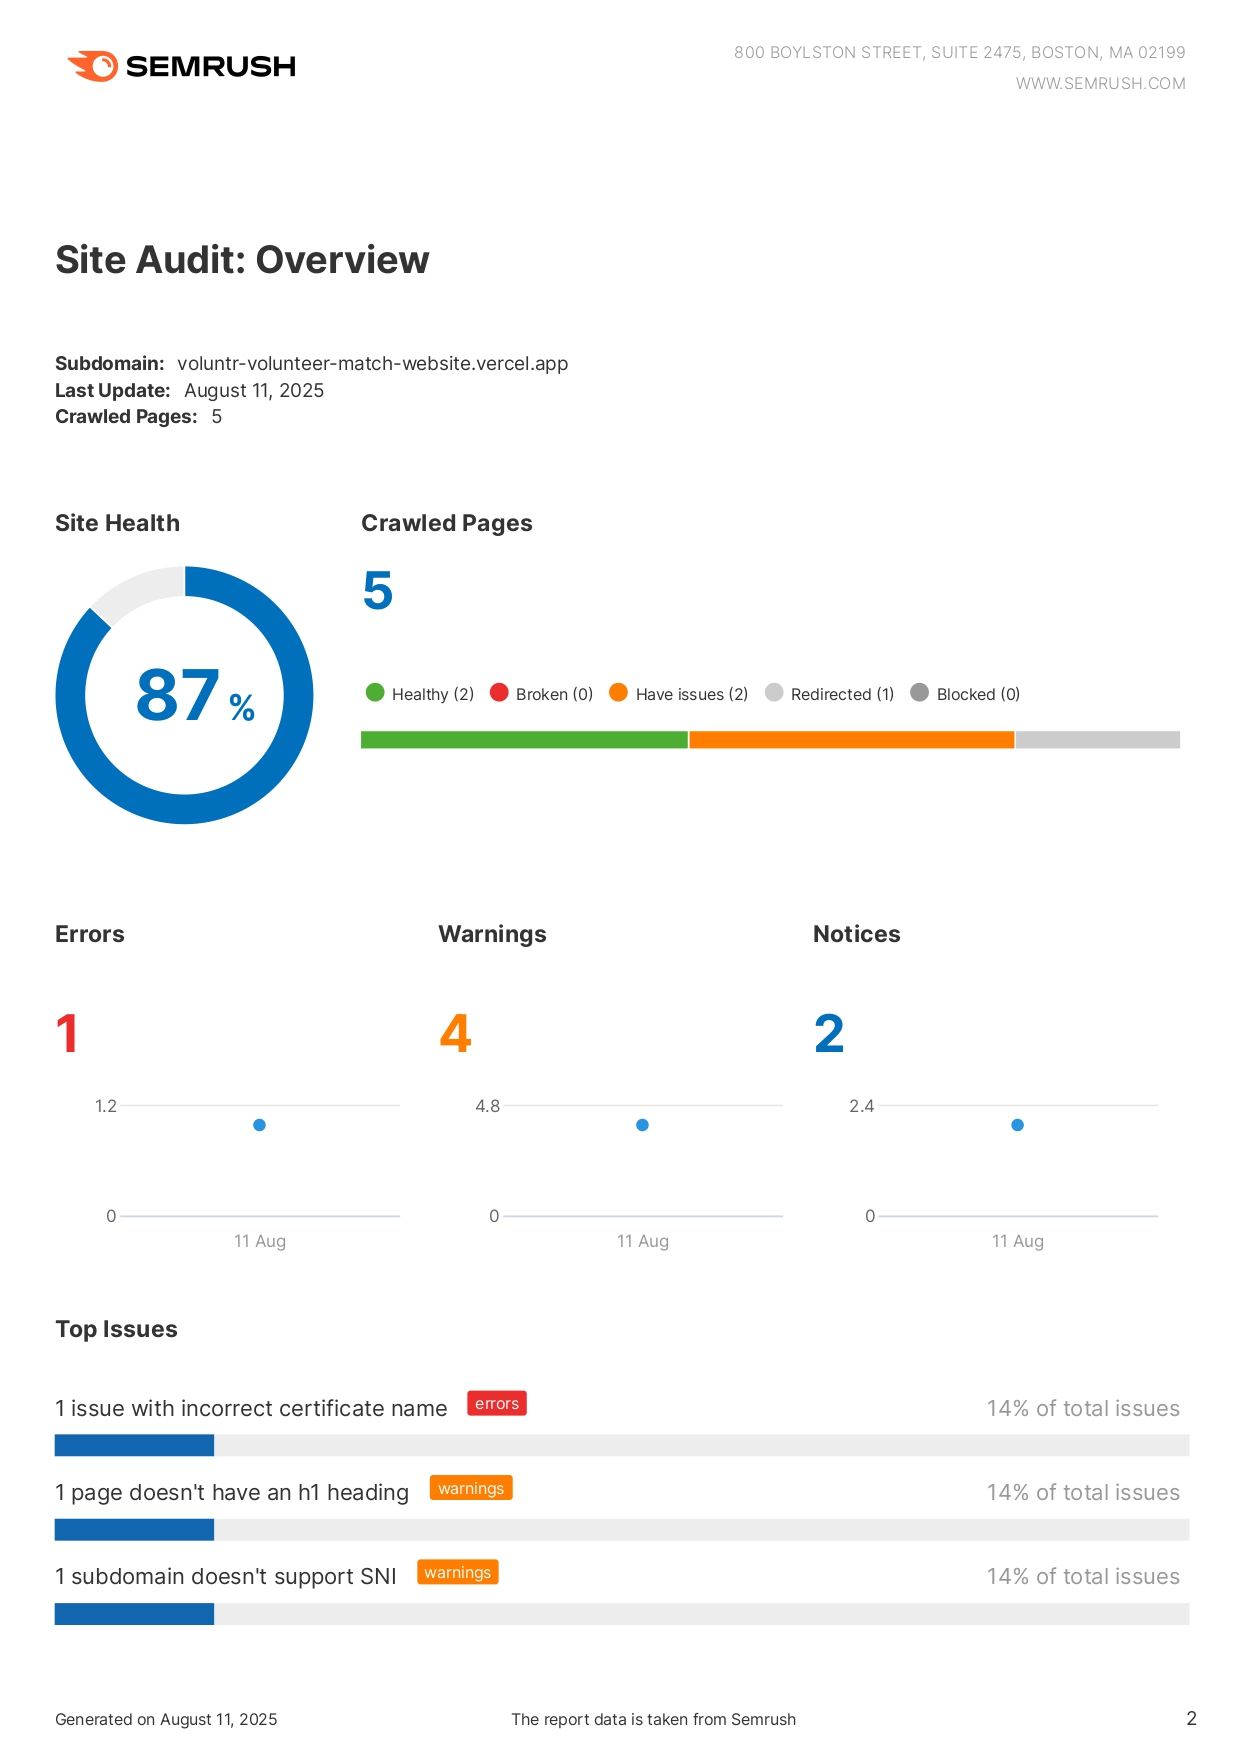 SEMRUSH
800 BOYLSTON STREET, SUITE 2475, BOSTON, MA 02199
WWW.SEMRUSH.COM
Site Audit: Overview
Subdomain: voluntr-volunteer-match-website.vercel.app
Last Update: August 11, 2025
Crawled Pages: 5
Site Health
87 %
Crawled Pages
5
Healthy (2) Broken (0) Have issues (2) Redirected (1) Blocked (0)
Errors
1
1.2
0
11 Aug
Warnings
4
4.8
0
11 Aug
Notices
2
2.4
0
11 Aug
Top Issues
1 issue with incorrect certificate name errors 14% of total issues
1 page doesn't have an h1 heading warnings 14% of total issues
1 subdomain doesn't support SNI warnings 14% of total issues
Generated on August 11, 2025 The report data is taken from Semrush 2